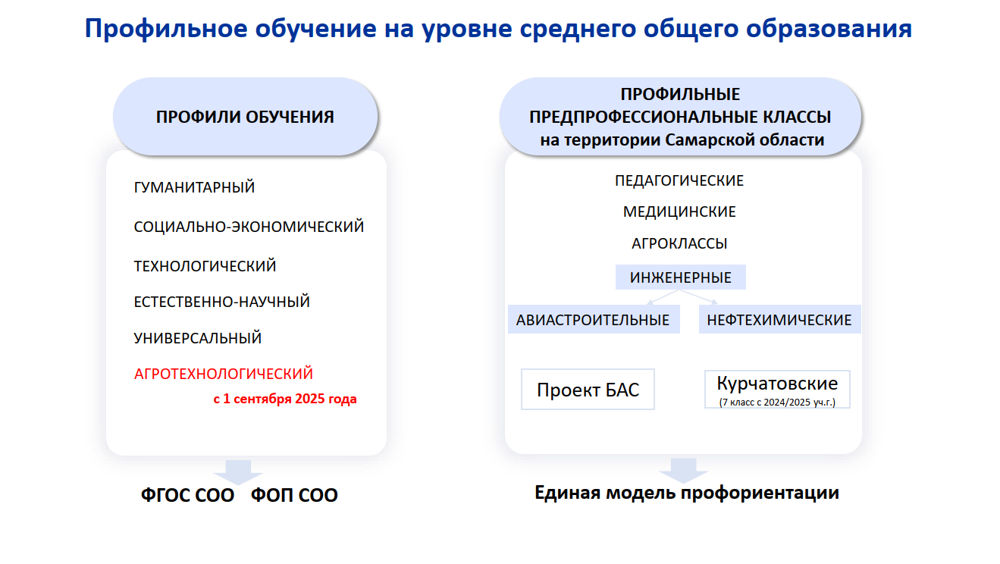 Профильное обучение на уровне среднего общего образования
ПРОФИЛИ ОБУЧЕНИЯ
ГУМАНИТАРНЫЙ
СОЦИАЛЬНО-ЭКОНОМИЧЕСКИЙ
ТЕХНОЛОГИЧЕСКИЙ
ЕСТЕСТВЕННО-НАУЧНЫЙ
УНИВЕРСАЛЬНЫЙ
АГРОТЕХНОЛОГИЧЕСКИЙ
с 1 сентября 2025 года
ФГОС СОО ФОП СОО
ПРОФИЛЬНЫЕ
ПРЕДПРОФЕССИОНАЛЬНЫЕ КЛАССЫ
на территории Самарской области
ПЕДАГОГИЧЕСКИЕ
МЕДИЦИНСКИЕ
АГРОКЛАССЫ
ИНЖЕНЕРНЫЕ
АВИАСТРОИТЕЛЬНЫЕ
НЕФТЕХИМИЧЕСКИЕ
Проект БАС
Курчатовские
(7 класс с 2024/2025 уч.г.)
Единая модель профориентации